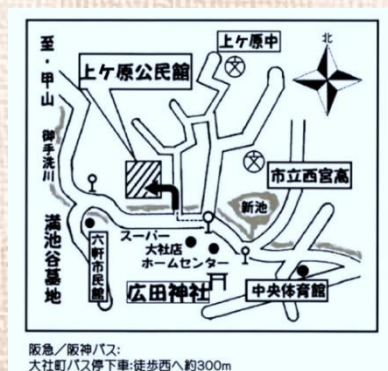 上ケ原中
北
至・甲山
上ケ原公民館
御手洗川
市立西宮高
新池
満池谷墓地
六軒市民館
スーパー
大社店
ホームセンター
広田神社
中央体育館
阪急／阪神バス:
大社町バス停下車:徒歩西へ約300m